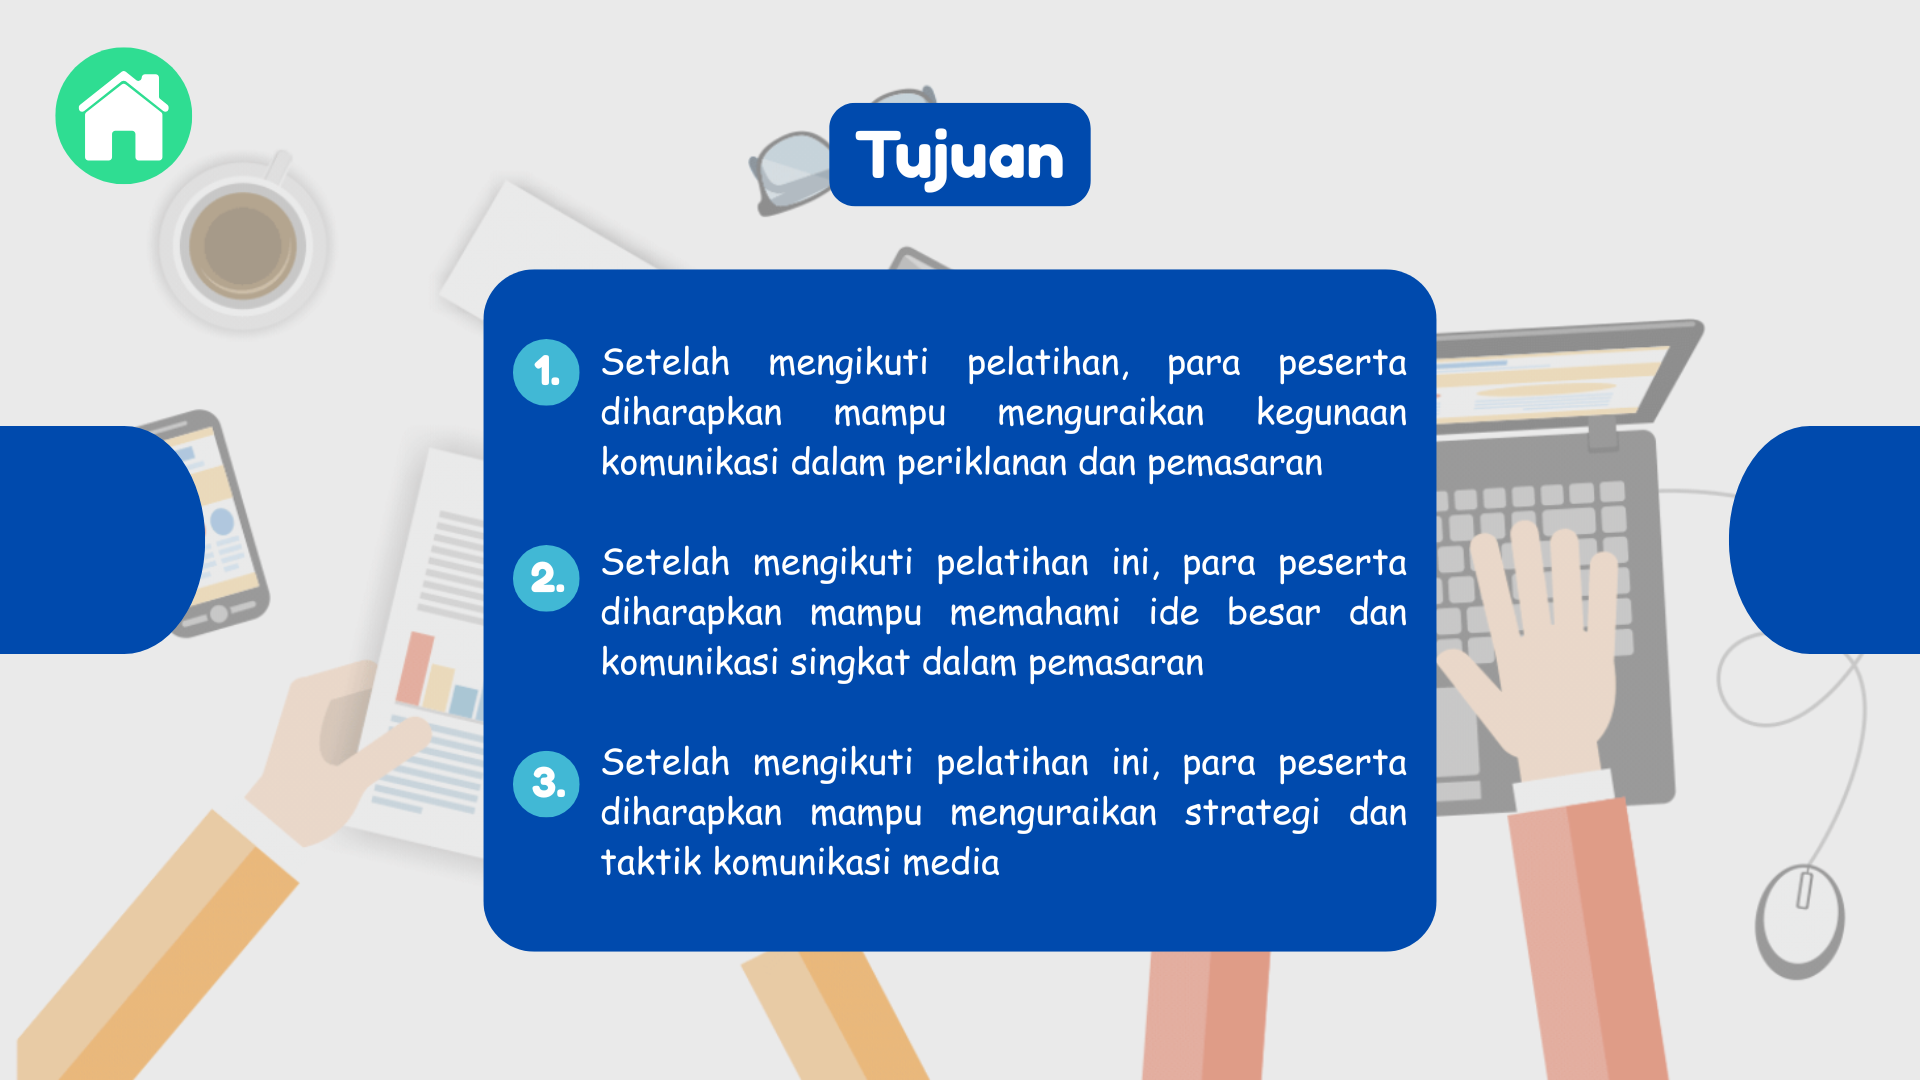 Tujuan
1. Setelah mengikuti pelatihan, para peserta
diharapkan mampu menguraikan kegunaan
komunikasi dalam periklanan dan pemasaran
2. Setelah mengikuti pelatihan ini, para peserta
diharapkan mampu memahami ide besar dan
komunikasi singkat dalam pemasaran
3. Setelah mengikuti pelatihan ini, para peserta
diharapkan mampu menguraikan strategi dan
taktik komunikasi media